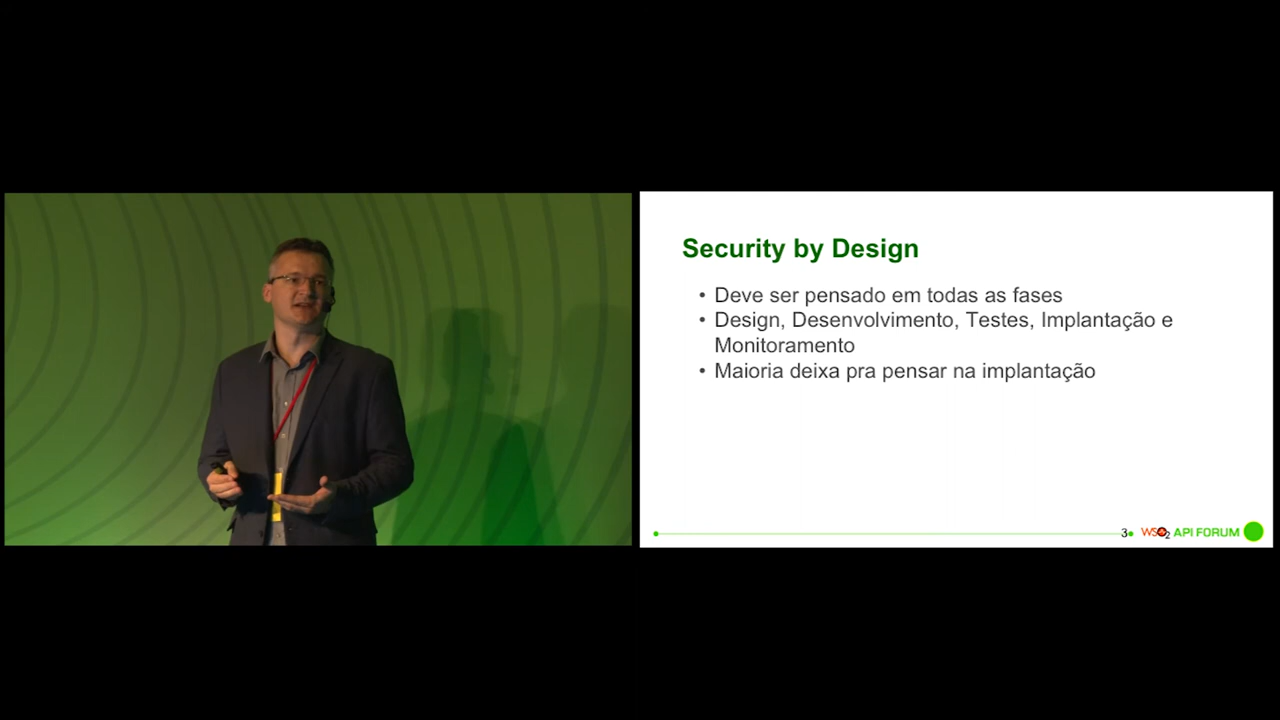 Security by Design
• Deve ser pensado em todas as fases
• Design, Desenvolvimento, Testes, Implantação e
Monitoramento
• Maioria deixa pra pensar na implantação
3
WSO2 API FORUM